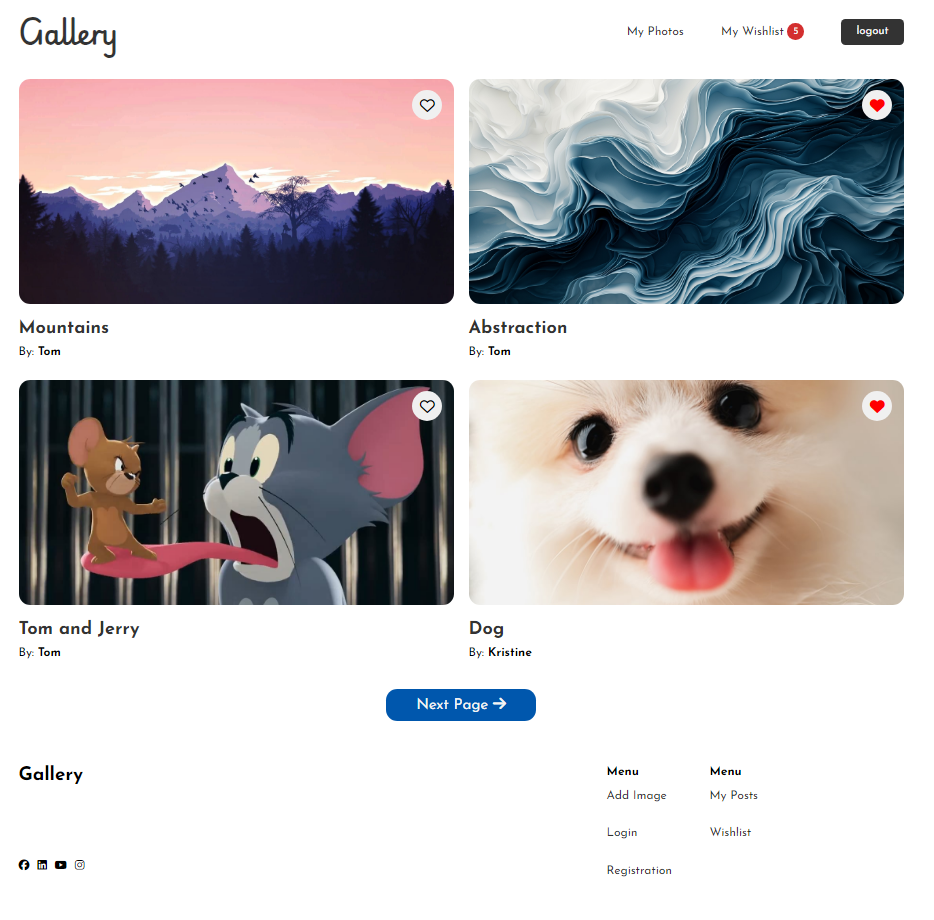 Gallery
My Photos My Wishlist 5 logout
Mountains
By: Tom
Abstraction
By: Tom
Tom and Jerry
By: Tom
Dog
By: Kristine
Next Page
Gallery
Menu
Add Image
Login
Registration
Menu
My Posts
Wishlist